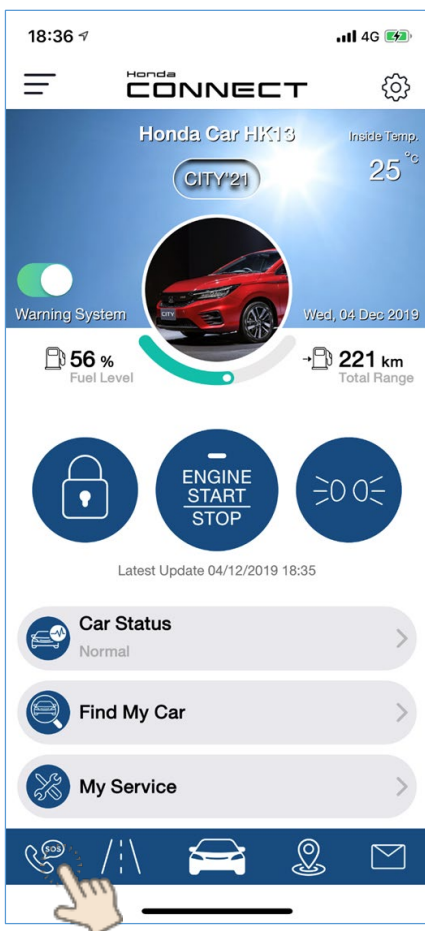 18:36
4G
Honda
CONNECT
Honda Car HK13
Inside Temp.
25 °C
CITY'21
CITY
Warning System
Wed, 04 Dec 2019
56 %
Fuel Level
221 km
Total Range
ENGINE
START
STOP
Latest Update 04/12/2019 18:35
Car Status
Normal
Find My Car
My Service
SOS